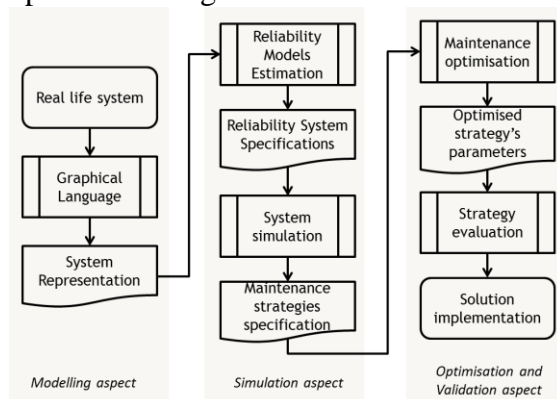 Real life system
Graphical
Language
System
Representation
Modelling aspect
Reliability
Models
Estimation
Reliability System
Specifications
System
simulation
Maintenance
strategies
specification
Simulation aspect
Maintenance
optimisation
Optimised
strategy's
parameters
Strategy
evaluation
Solution
implementation
Optimisation and
Validation aspect